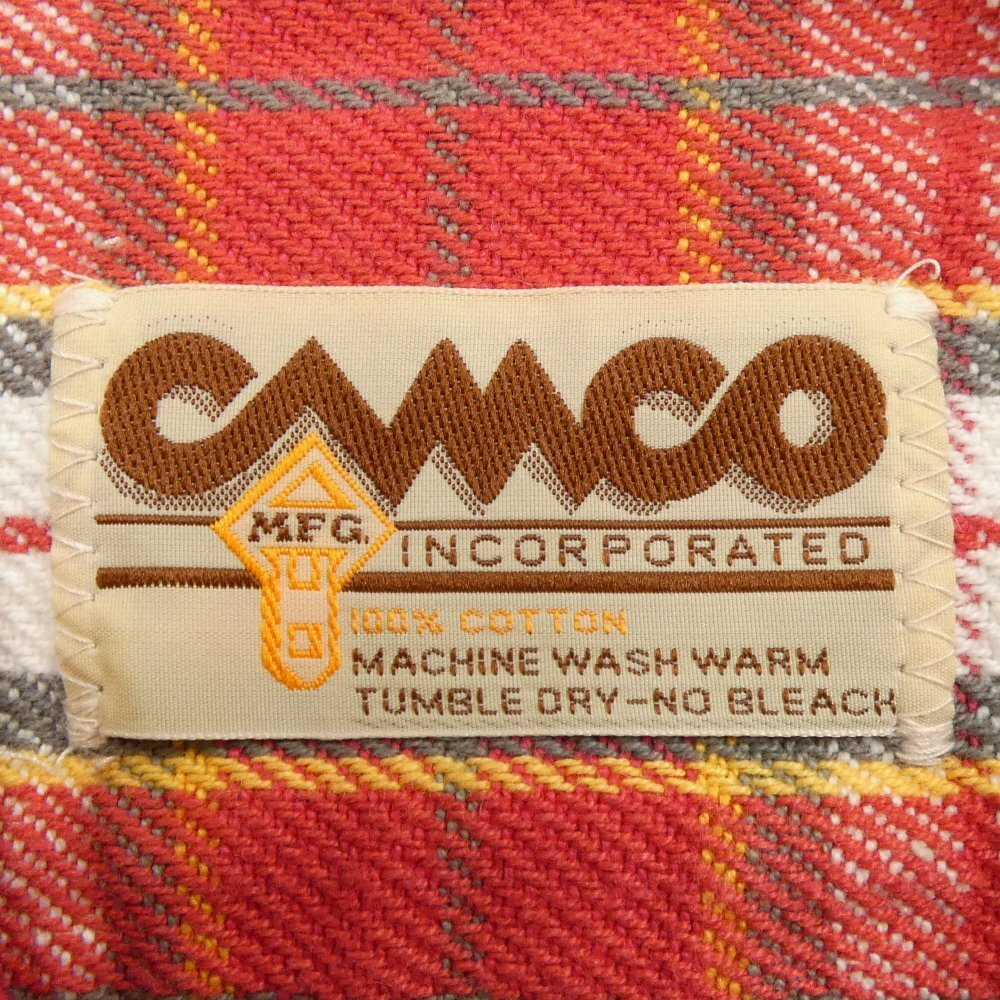 CAMCO
MFG.
INCORPORATED
100% COTTON
MACHINE WASH WARM
TUMBLE DRY-NO BLEACH